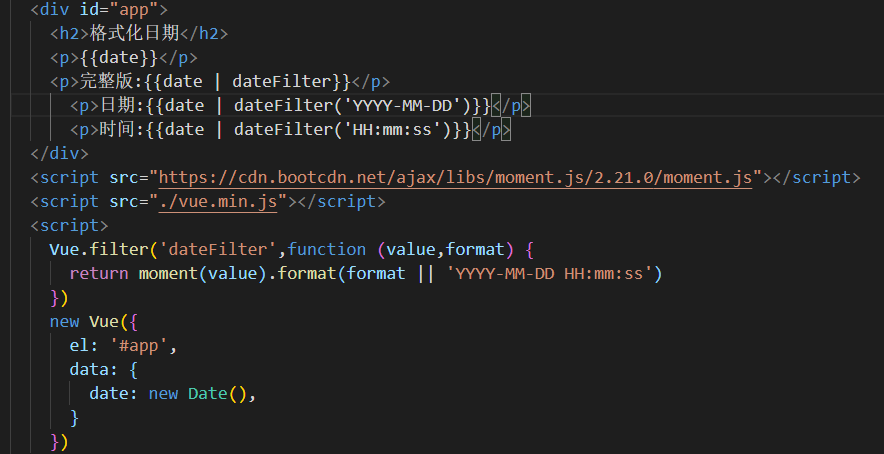 <div id="app">
<h2>格式化日期</h2>
<p>{{date}}</p>
<p>完整版:{{date | dateFilter}}</p>
<p>日期:{{date | dateFilter('YYYY-MM-DD')}}</p>
<p>时间:{{date | dateFilter('HH:mm:ss')}}</p>
</div>
<script src="https://cdn.bootcdn.net/ajax/libs/moment.js/2.21.0/moment.js"></script>
<script src="./vue.min.js"></script>
<script>
Vue.filter('dateFilter',function (value,format) {
return moment(value).format(format || 'YYYY-MM-DD HH:mm:ss')
})
new Vue({
el: '#app',
data: {
date: new Date(),
}
})